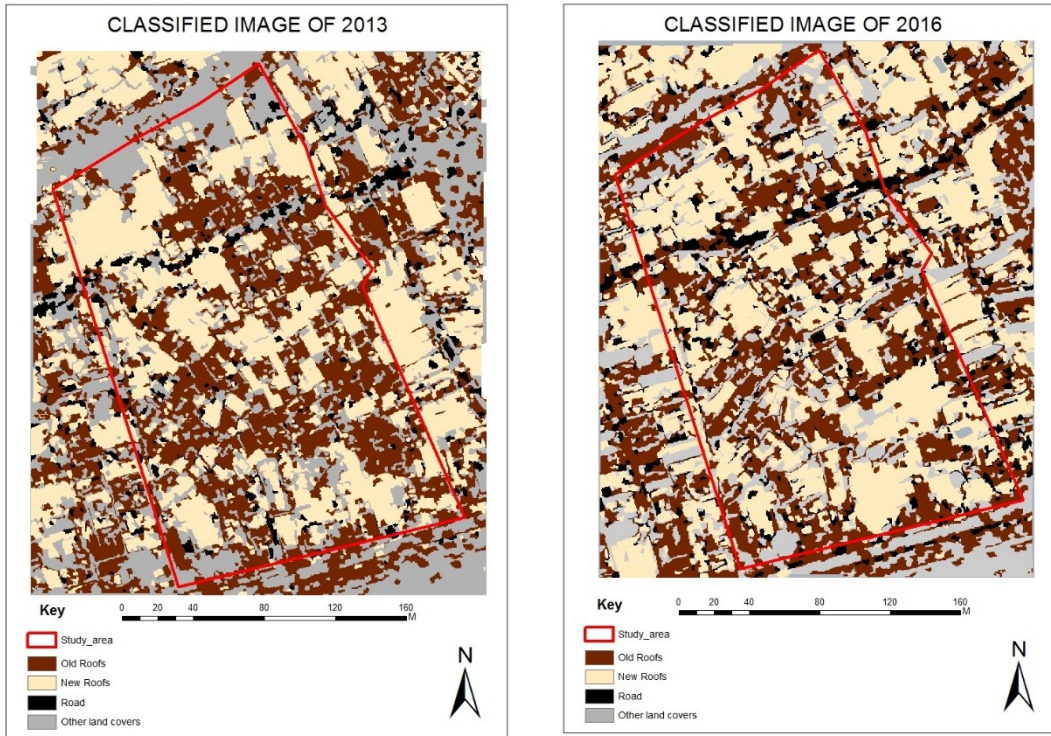 CLASSIFIED IMAGE OF 2013
Key
0 20 40 80 120 160
M
Study_area
Old Roofs
New Roofs
Road
Other land covers
N
CLASSIFIED IMAGE OF 2016
Key
0 20 40 80 120 160
M
Study_area
Old Roofs
New Roofs
Road
Other land covers
N